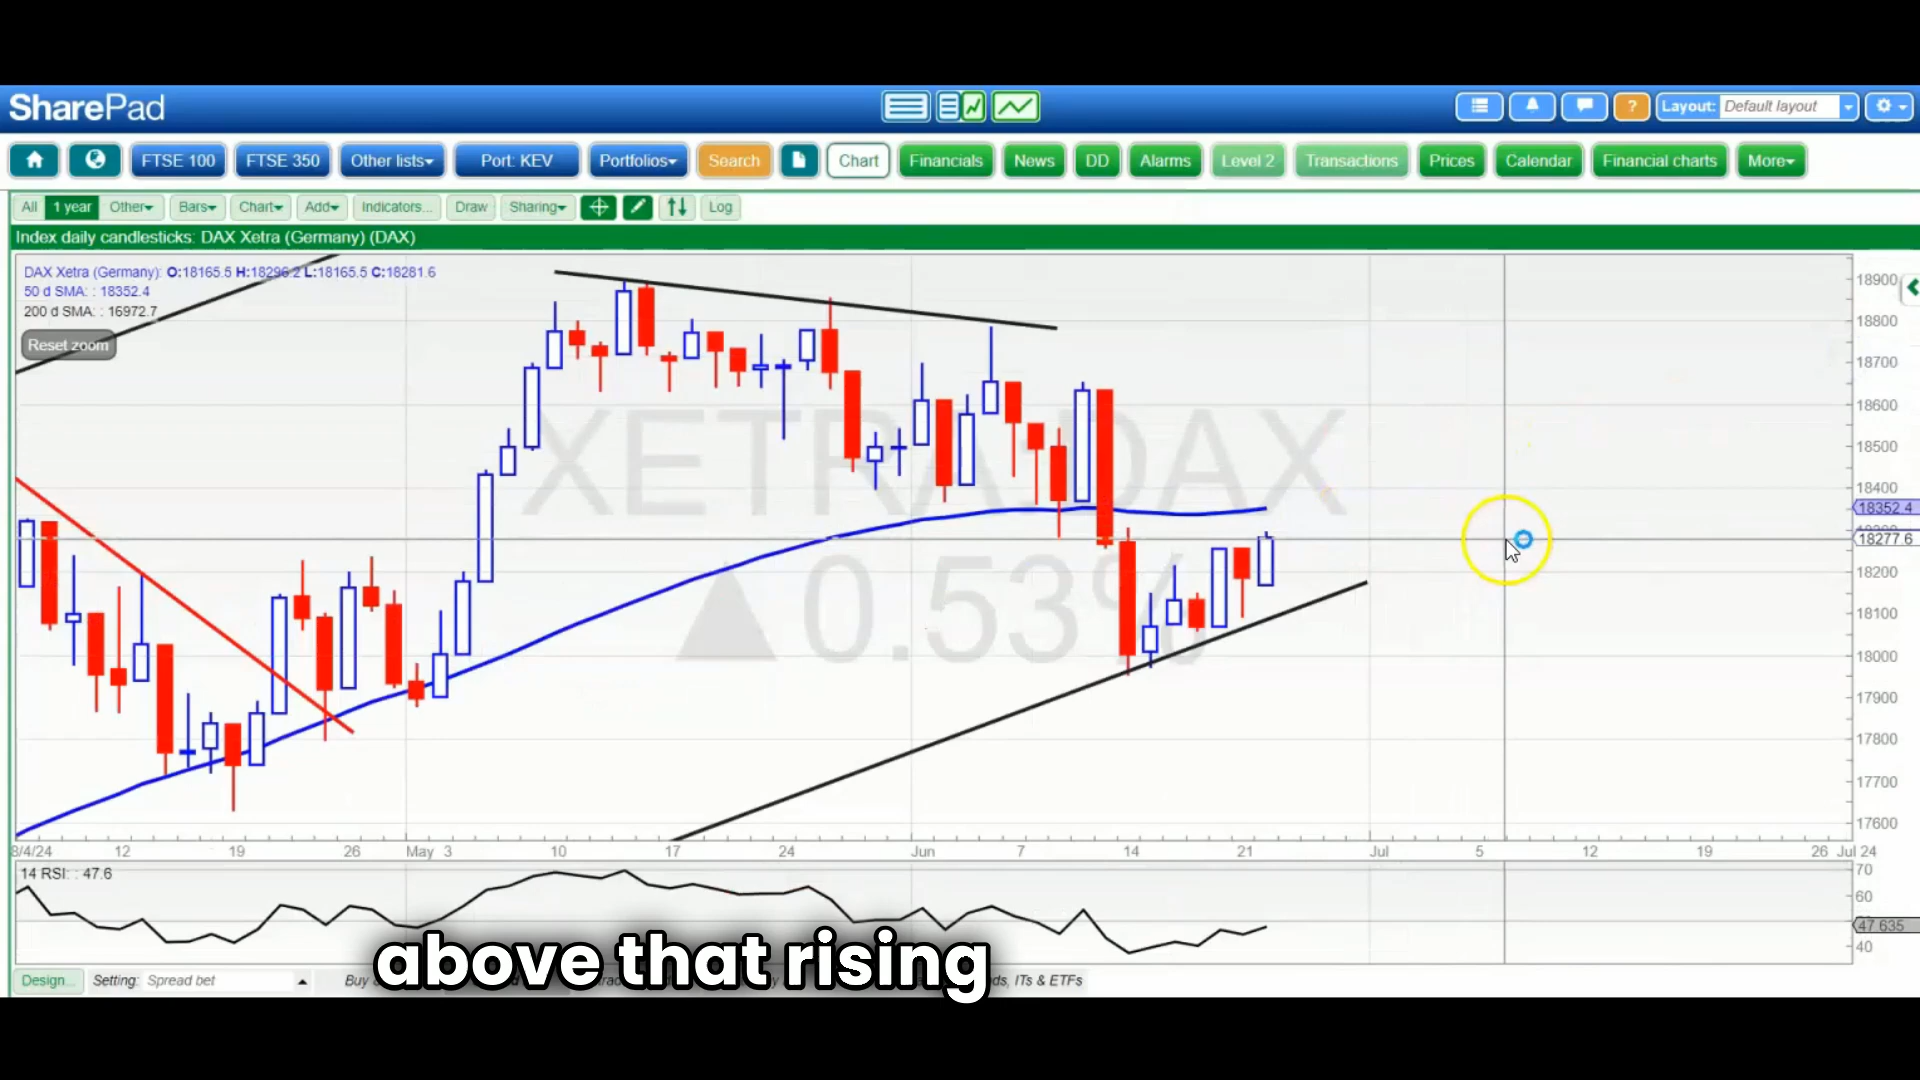 SharePad
? Layout: Default layout
FTSE 100 FTSE 350 Other lists Port: KEV Portfolios Search Chart Financials News DD Alarms Level 2 Transactions Prices Calendar Financial charts More
All 1 year Other Bars Chart Add Indicators... Draw Sharing Log
Index daily candlesticks: DAX Xetra (Germany) (DAX)
DAX Xetra (Germany): O:18165.5 H:18296.2 L:18165.5 C:18281.6
50 d SMA: : 18352.4
200 d SMA: : 16972.7
Reset zoom
XETRA:DAX
▲0.53%
18900
18800
18700
18600
18500
18400
18352.4
18277.6
18200
18100
18000
17900
17800
17700
17600
8/4/24 12 19 26 May 3 10 17 24 Jun 7 14 21 Jul 5 12 19 26 Jul 24
14 RSI: : 47.6
70
60
47.635
40
above that rising
Design... Setting: Spread bet Buy ds, ITs & ETFs